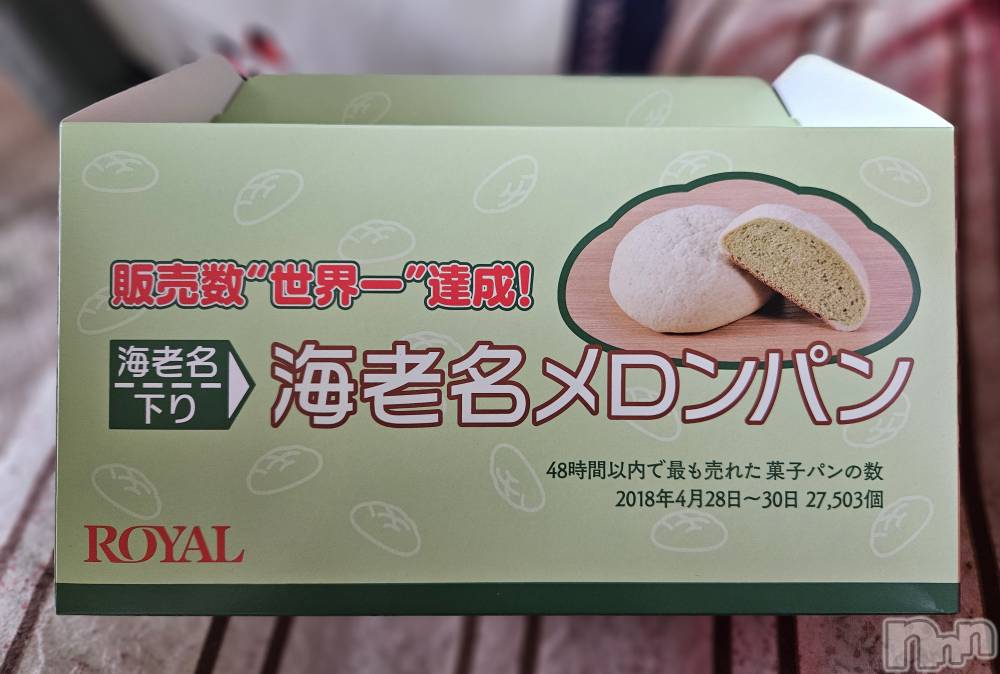 販売数“世界一”達成!
海老名
下り
海老名メロンパン
48時間以内で最も売れた菓子パンの数
2018年4月28日〜30日 27,503個
ROYAL